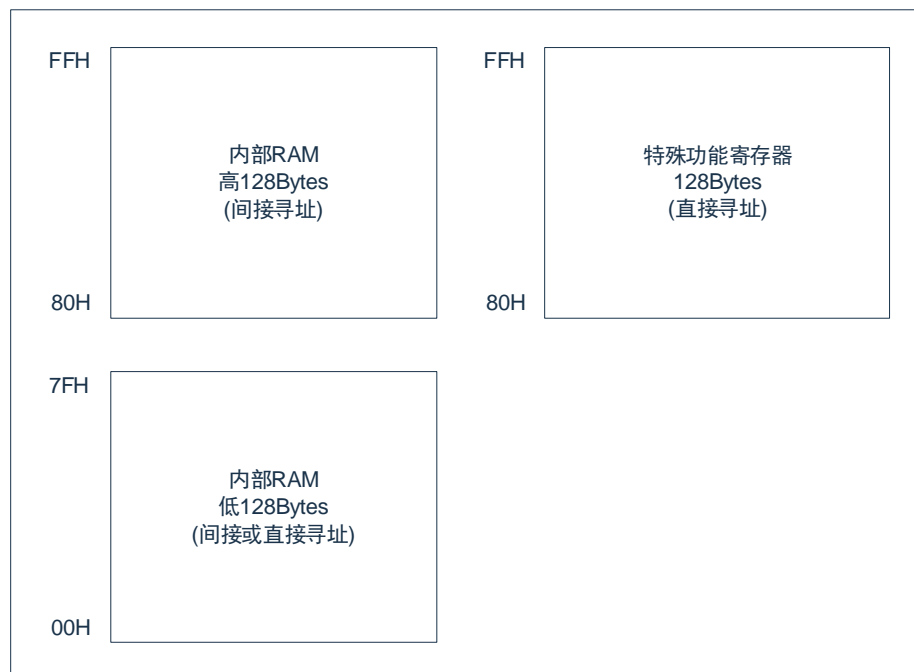 FFH
内部RAM
高128Bytes
(间接寻址)
80H
FFH
特殊功能寄存器
128Bytes
(直接寻址)
80H
7FH
内部RAM
低128Bytes
(间接或直接寻址)
00H